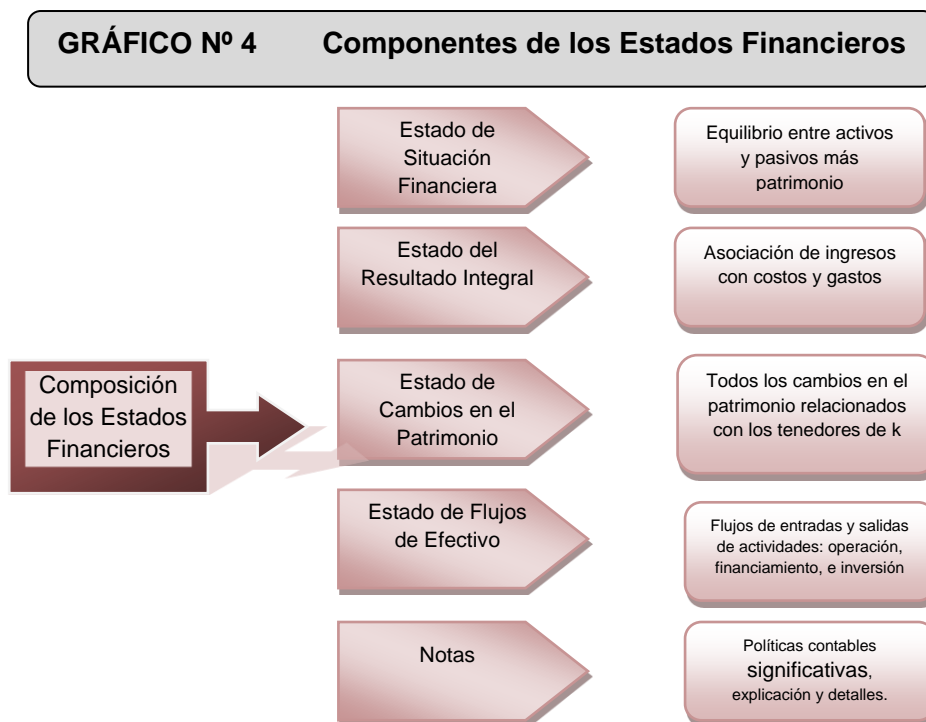 GRÁFICO Nº 4 Componentes de los Estados Financieros
Estado de
Situación
Financiera
Equilibrio entre activos
y pasivos más
patrimonio
Estado del
Resultado Integral
Asociación de ingresos
con costos y gastos
Composición
de los Estados
Financieros
Estado de
Cambios en el
Patrimonio
Todos los cambios en el
patrimonio relacionados
con los tenedores de k
Estado de Flujos
de Efectivo
Flujos de entradas y salidas
de actividades: operación,
financiamiento, e inversión
Notas
Políticas contables
significativas,
explicación y detalles.